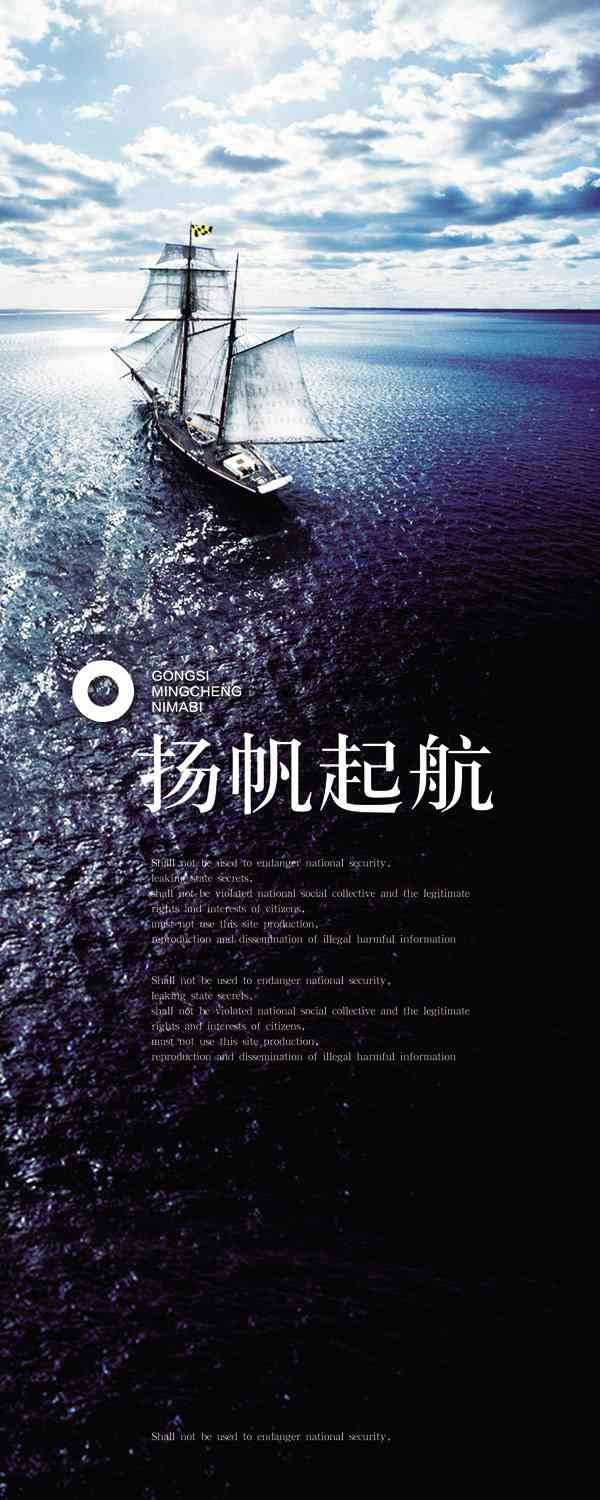 GONGSI
MINGCHENG
NIMABI
扬帆起航
Shall not be used to endanger national security,
leaking state secrets,
shall not be violated national social collective and the legitimate
rights and interests of citizens,
must not use this site production,
reproduction and dissemination of illegal harmful information
Shall not be used to endanger national security,
leaking state secrets,
shall not be violated national social collective and the legitimate
rights and interests of citizens,
must not use this site production,
reproduction and dissemination of illegal harmful information
Shall not be used to endanger national security,